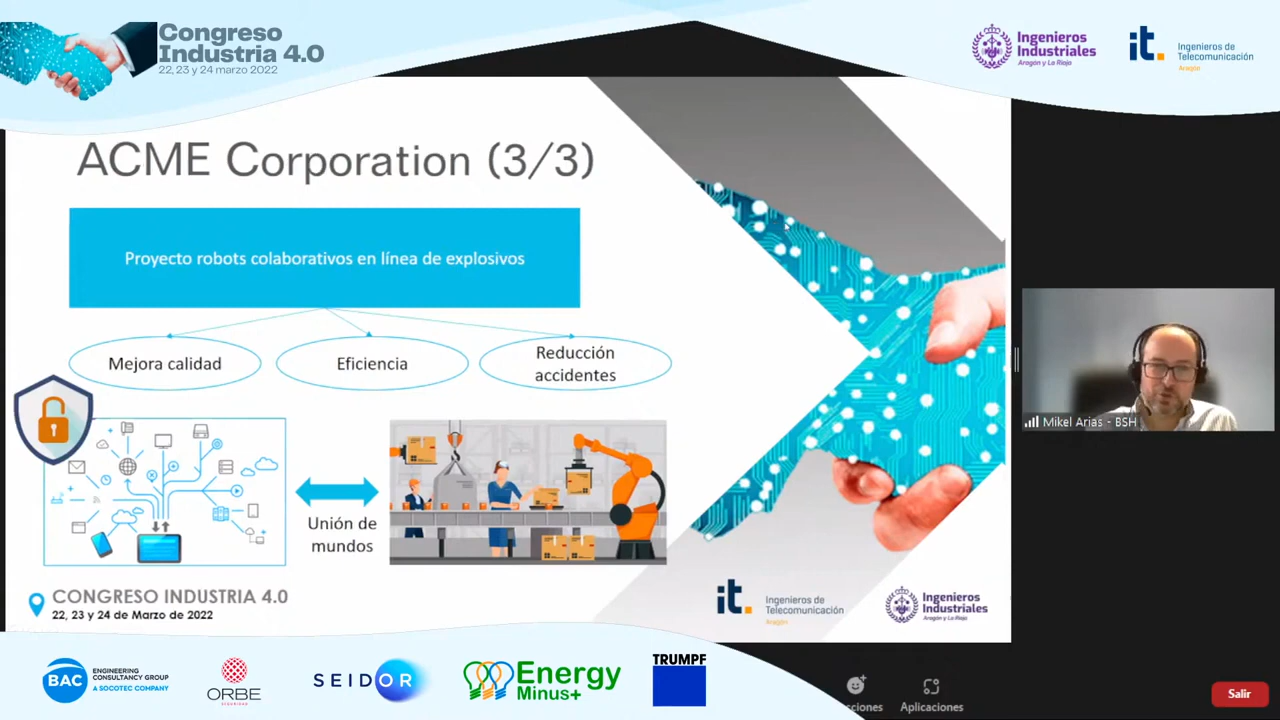 Congreso
Industria 4.0
22, 23 y 24 marzo 2022
Ingenieros
Industriales
Aragón y La Rioja
it.
Ingenieros de
Telecomunicación
Aragón
ACME Corporation (3/3)
Proyecto robots colaborativos en línea de explosivos
Mejora calidad
Eficiencia
Reducción
accidentes
Unión de
mundos
Mikel Arias - BSH
CONGRESO INDUSTRIA 4.0
22, 23 y 24 de Marzo de 2022
it.
Ingenieros de
Telecomunicación
Aragón
Ingenieros
Industriales
Aragón y La Rioja
BAC
ENGINEERING
CONSULTANCY GROUP
A SOCOTEC COMPANY
ORBE
SEGURIDAD
SEIDOR
Energy
Minus+
TRUMPF
cciones
Aplicaciones
Salir